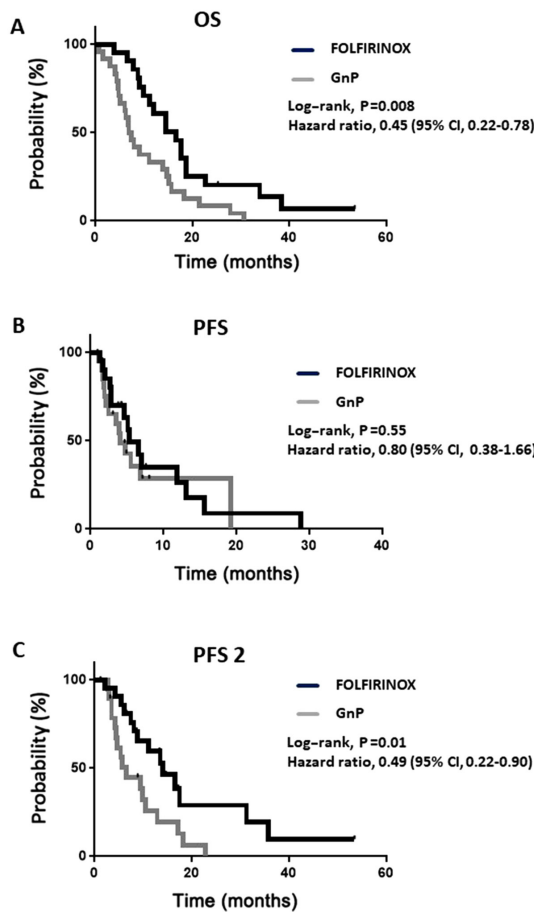 A
OS
Probability (%)
100
50
0
0 20 40 60
Time (months)
FOLFIRINOX
GnP
Log–rank, P=0.008
Hazard ratio, 0.45 (95% CI, 0.22-0.78)
B
PFS
Probability (%)
100
50
0
0 10 20 30 40
Time (months)
FOLFIRINOX
GnP
Log–rank, P=0.55
Hazard ratio, 0.80 (95% CI, 0.38-1.66)
C
PFS 2
Probability (%)
100
50
0
0 20 40 60
Time (months)
FOLFIRINOX
GnP
Log–rank, P=0.01
Hazard ratio, 0.49 (95% CI, 0.22-0.90)